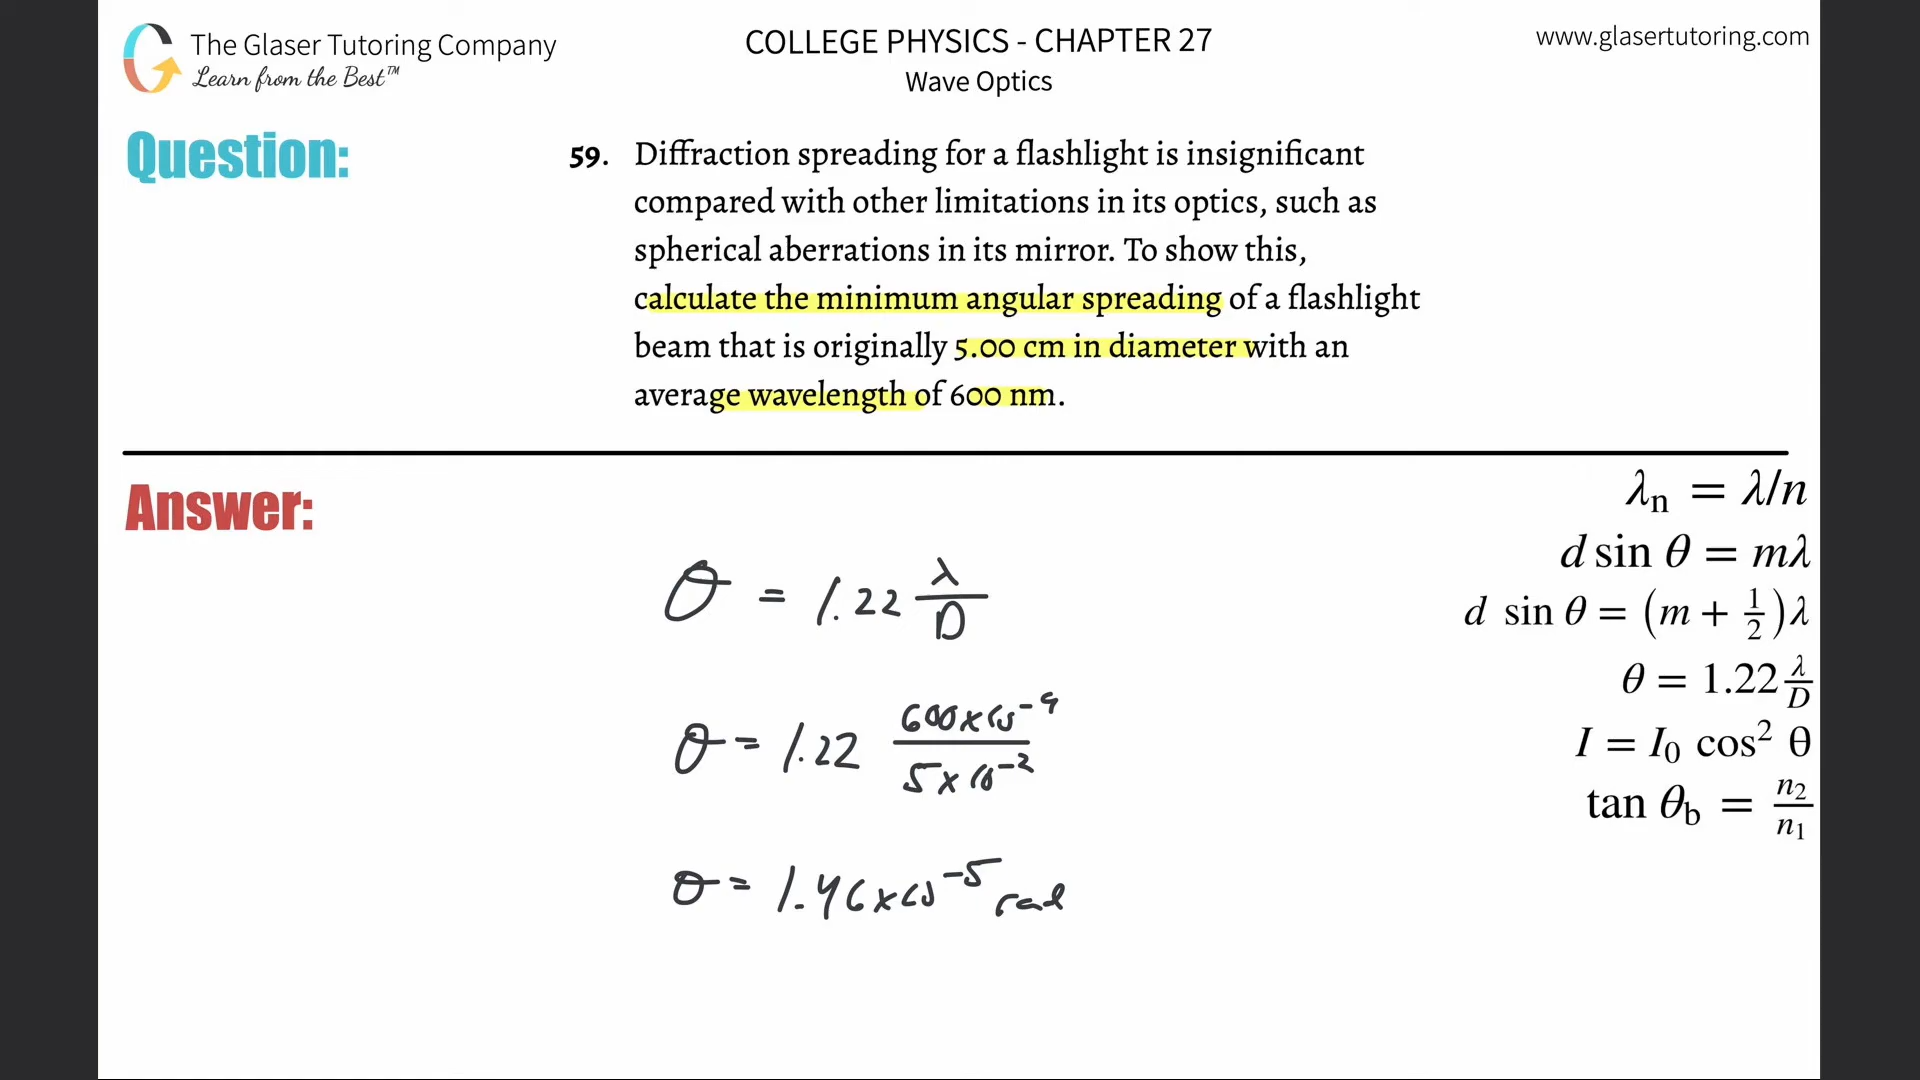 The Glaser Tutoring Company
Learn from the Best™
COLLEGE PHYSICS - CHAPTER 27
Wave Optics
www.glasertutoring.com
Question:
59. Diffraction spreading for a flashlight is insignificant
compared with other limitations in its optics, such as
spherical aberrations in its mirror. To show this,
calculate the minimum angular spreading of a flashlight
beam that is originally 5.00 cm in diameter with an
average wavelength of 600 nm.
Answer:
θ = 1.22 λ/D
θ = 1.22 600×10⁻⁹/5×10⁻²
θ = 1.46×10⁻⁵ rad
λₙ = λ/n
d sin θ = mλ
d sin θ = (m + 1/2)λ
θ = 1.22 λ/D
I = I₀ cos² θ
tan θb = n₂/n₁